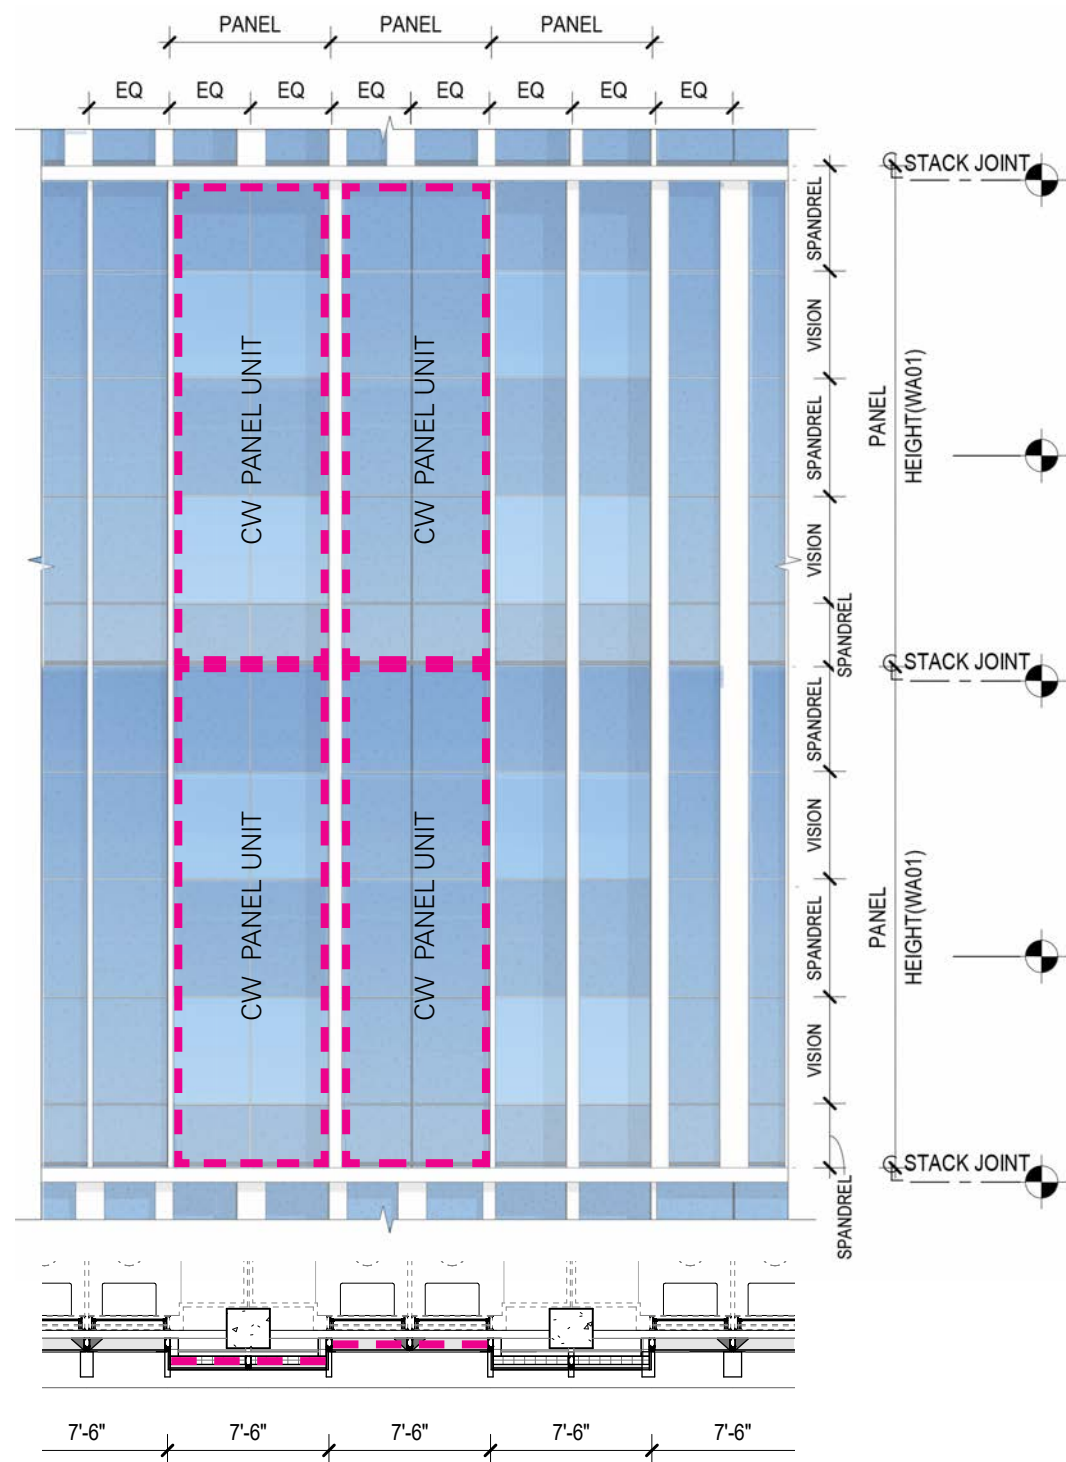 PANEL PANEL PANEL
EQ EQ EQ EQ EQ EQ EQ EQ
STACK JOINT
SPANDREL
VISION
SPANDREL
VISION
SPANDREL
PANEL
HEIGHT(WA01)
CW PANEL UNIT
CW PANEL UNIT
STACK JOINT
SPANDREL
VISION
SPANDREL
VISION
SPANDREL
PANEL
HEIGHT(WA01)
CW PANEL UNIT
CW PANEL UNIT
STACK JOINT
7'-6" 7'-6" 7'-6" 7'-6" 7'-6"